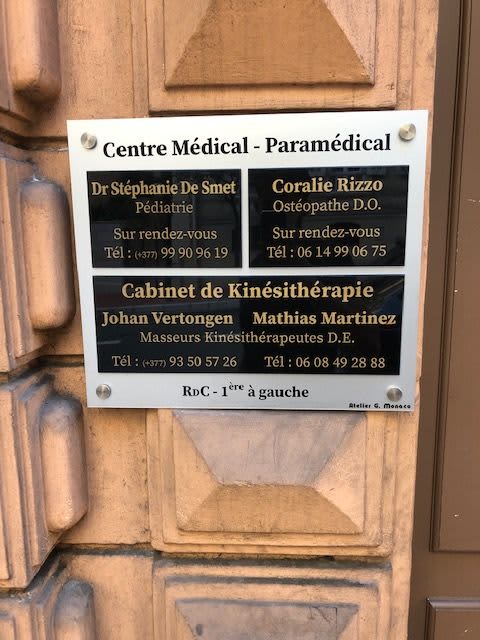 Centre Médical - Paramédical
Dr Stéphanie De Smet
Pédiatrie
Sur rendez-vous
Tél : (+377) 99 90 96 19
Coralie Rizzo
Ostéopathe D.O.
Sur rendez-vous
Tél : 06 14 99 06 75
Cabinet de Kinésithérapie
Johan Vertongen Mathias Martinez
Masseurs Kinésithérapeutes D.E.
Tél : (+377) 93 50 57 26 Tél : 06 08 49 28 88
RDC - 1ère à gauche
Atelier G. Monaco